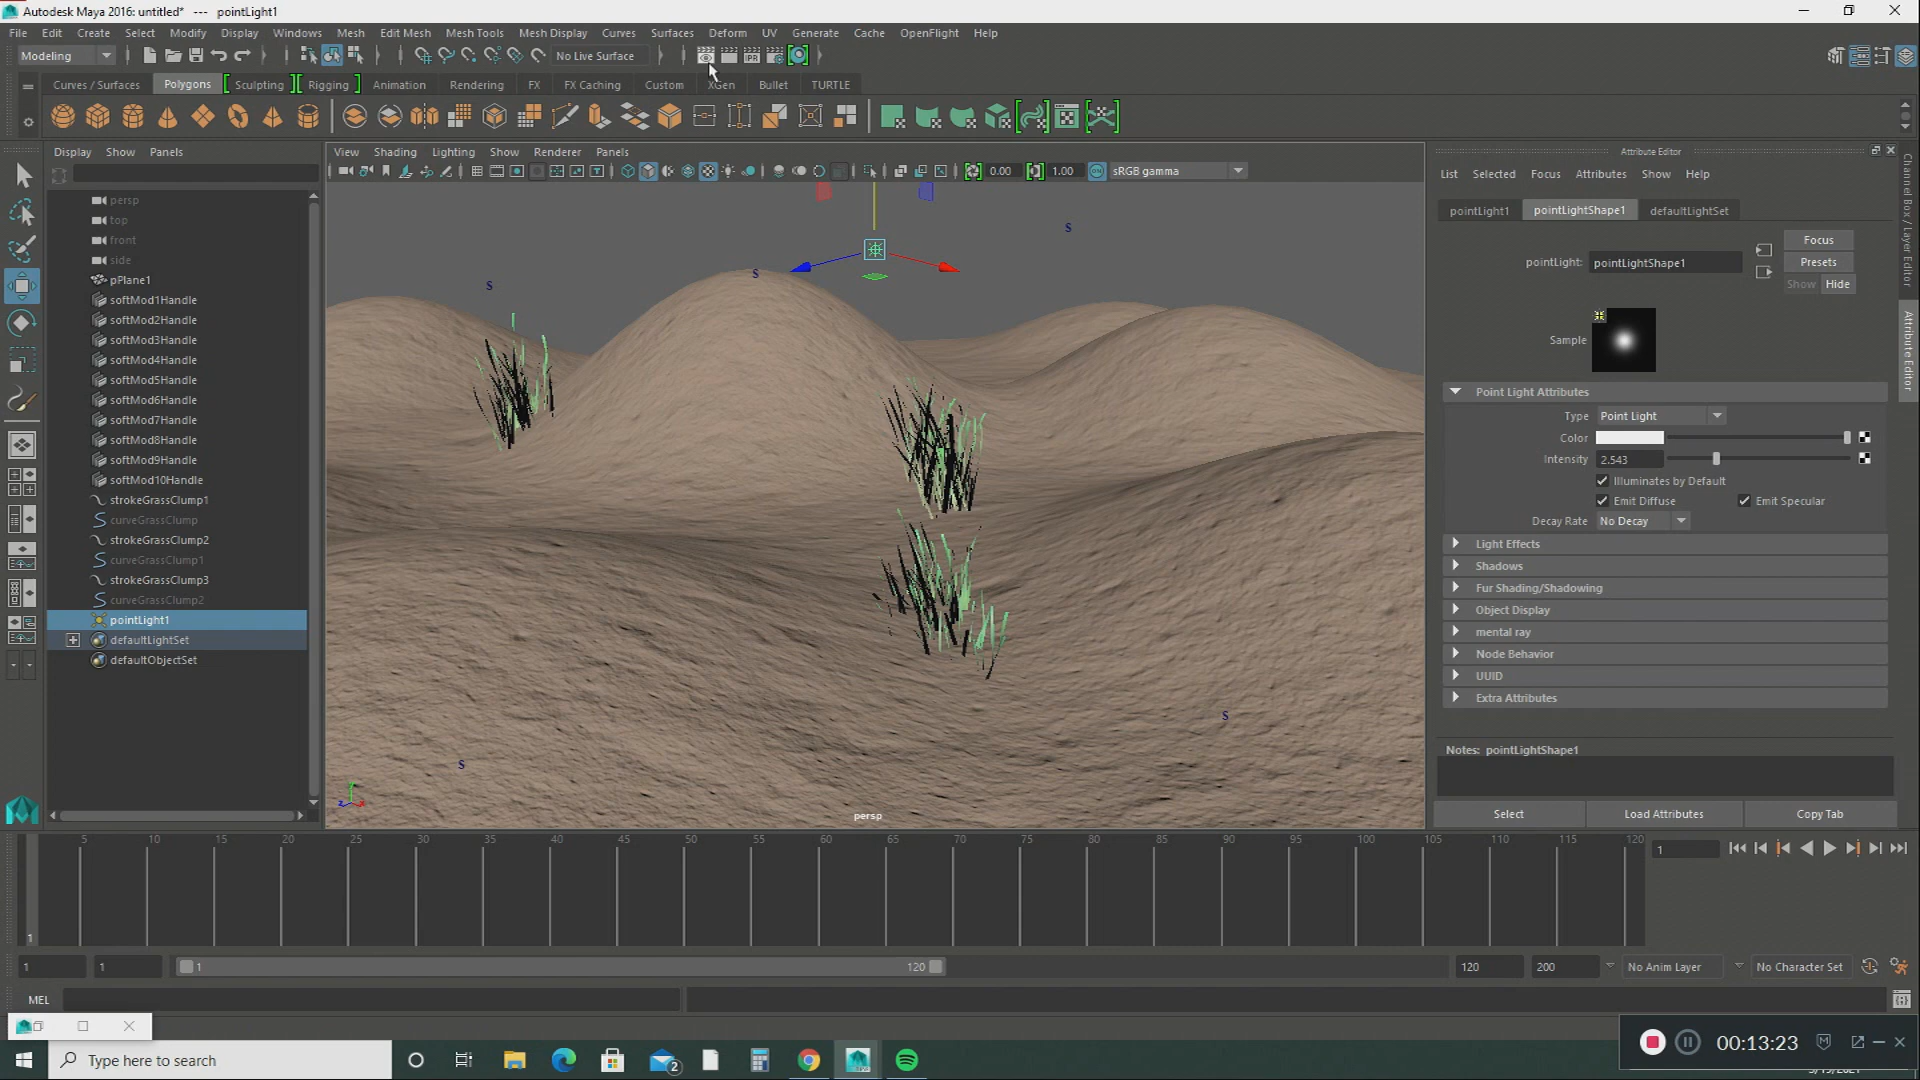 Autodesk Maya 2016: untitled* --- pointLight1
File Edit Create Select Modify Display Windows Mesh Edit Mesh Mesh Tools Mesh Display Curves Surfaces Deform UV Generate Cache OpenFlight Help
Modeling No Live Surface
Curves / Surfaces Polygons Sculpting Rigging Animation Rendering FX FX Caching Custom XGen Bullet TURTLE
Display Show Panels
View Shading Lighting Show Renderer Panels
0.00 1.00 sRGB gamma
persp
top
front
side
pPlane1
softMod1Handle
softMod2Handle
softMod3Handle
softMod4Handle
softMod5Handle
softMod6Handle
softMod7Handle
softMod8Handle
softMod9Handle
softMod10Handle
strokeGrassClump1
curveGrassClump
strokeGrassClump2
curveGrassClump1
strokeGrassClump3
curveGrassClump2
pointLight1
defaultLightSet
defaultObjectSet
S
S
S
S
S
persp
Attribute Editor
List Selected Focus Attributes Show Help
pointLight1 pointLightShape1 defaultLightSet
pointLight: pointLightShape1
Focus
Presets
Show Hide
Sample
Point Light Attributes
Type Point Light
Color
Intensity 2.543
Illuminates by Default
Emit Diffuse Emit Specular
Decay Rate No Decay
Light Effects
Shadows
Fur Shading/Shadowing
Object Display
mental ray
Node Behavior
UUID
Extra Attributes
Notes: pointLightShape1
Select Load Attributes Copy Tab
Channel Box / Layer Editor
Attribute Editor
5 10 15 20 25 30 35 40 45 50 55 60 65 70 75 80 85 90 95 100 105 110 115 120
1
1
1 1 1 120 120 200 No Anim Layer No Character Set
MEL
Type here to search
2
00:13:23